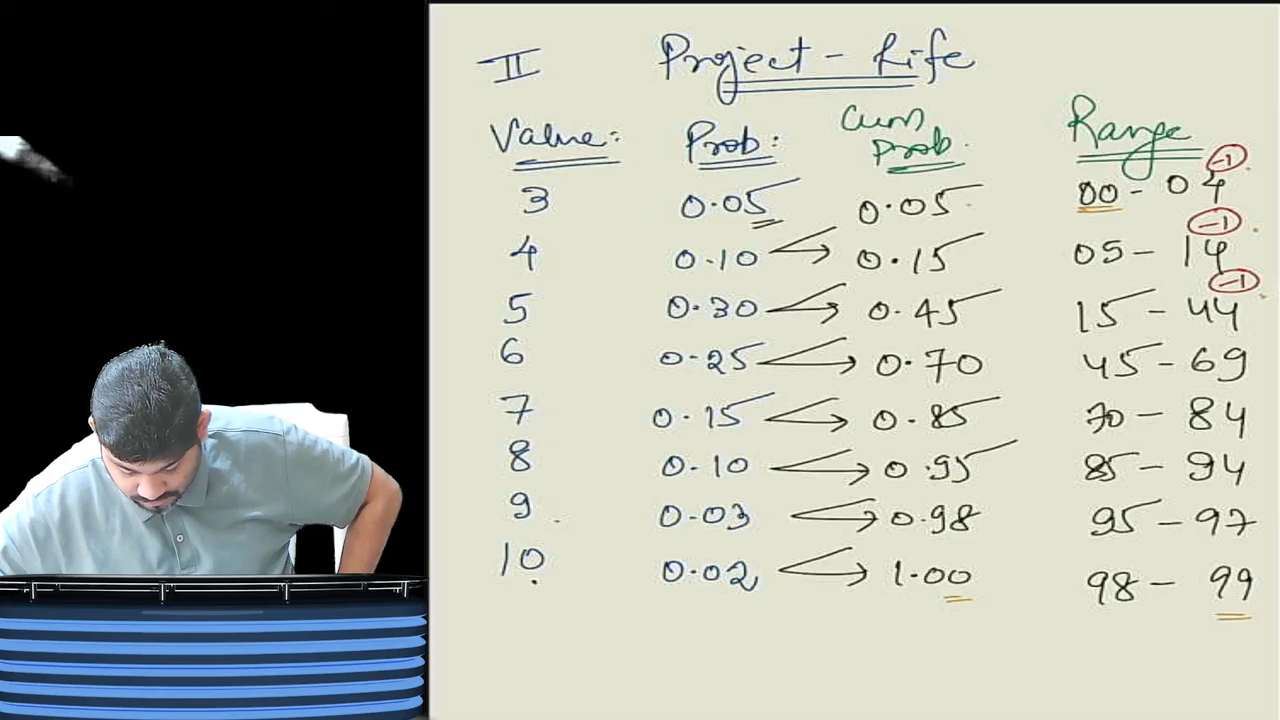 II Project - Life
Value: Prob: Cum Prob. Range
3 0.05 0.05 00 - 04 -1
4 0.10 0.15 05 - 14 -1
5 0.30 0.45 15 - 44 -1
6 0.25 0.70 45 - 69
7 0.15 0.85 70 - 84
8 0.10 0.95 85 - 94
9 0.03 0.98 95 - 97
10 0.02 1.00 98 - 99